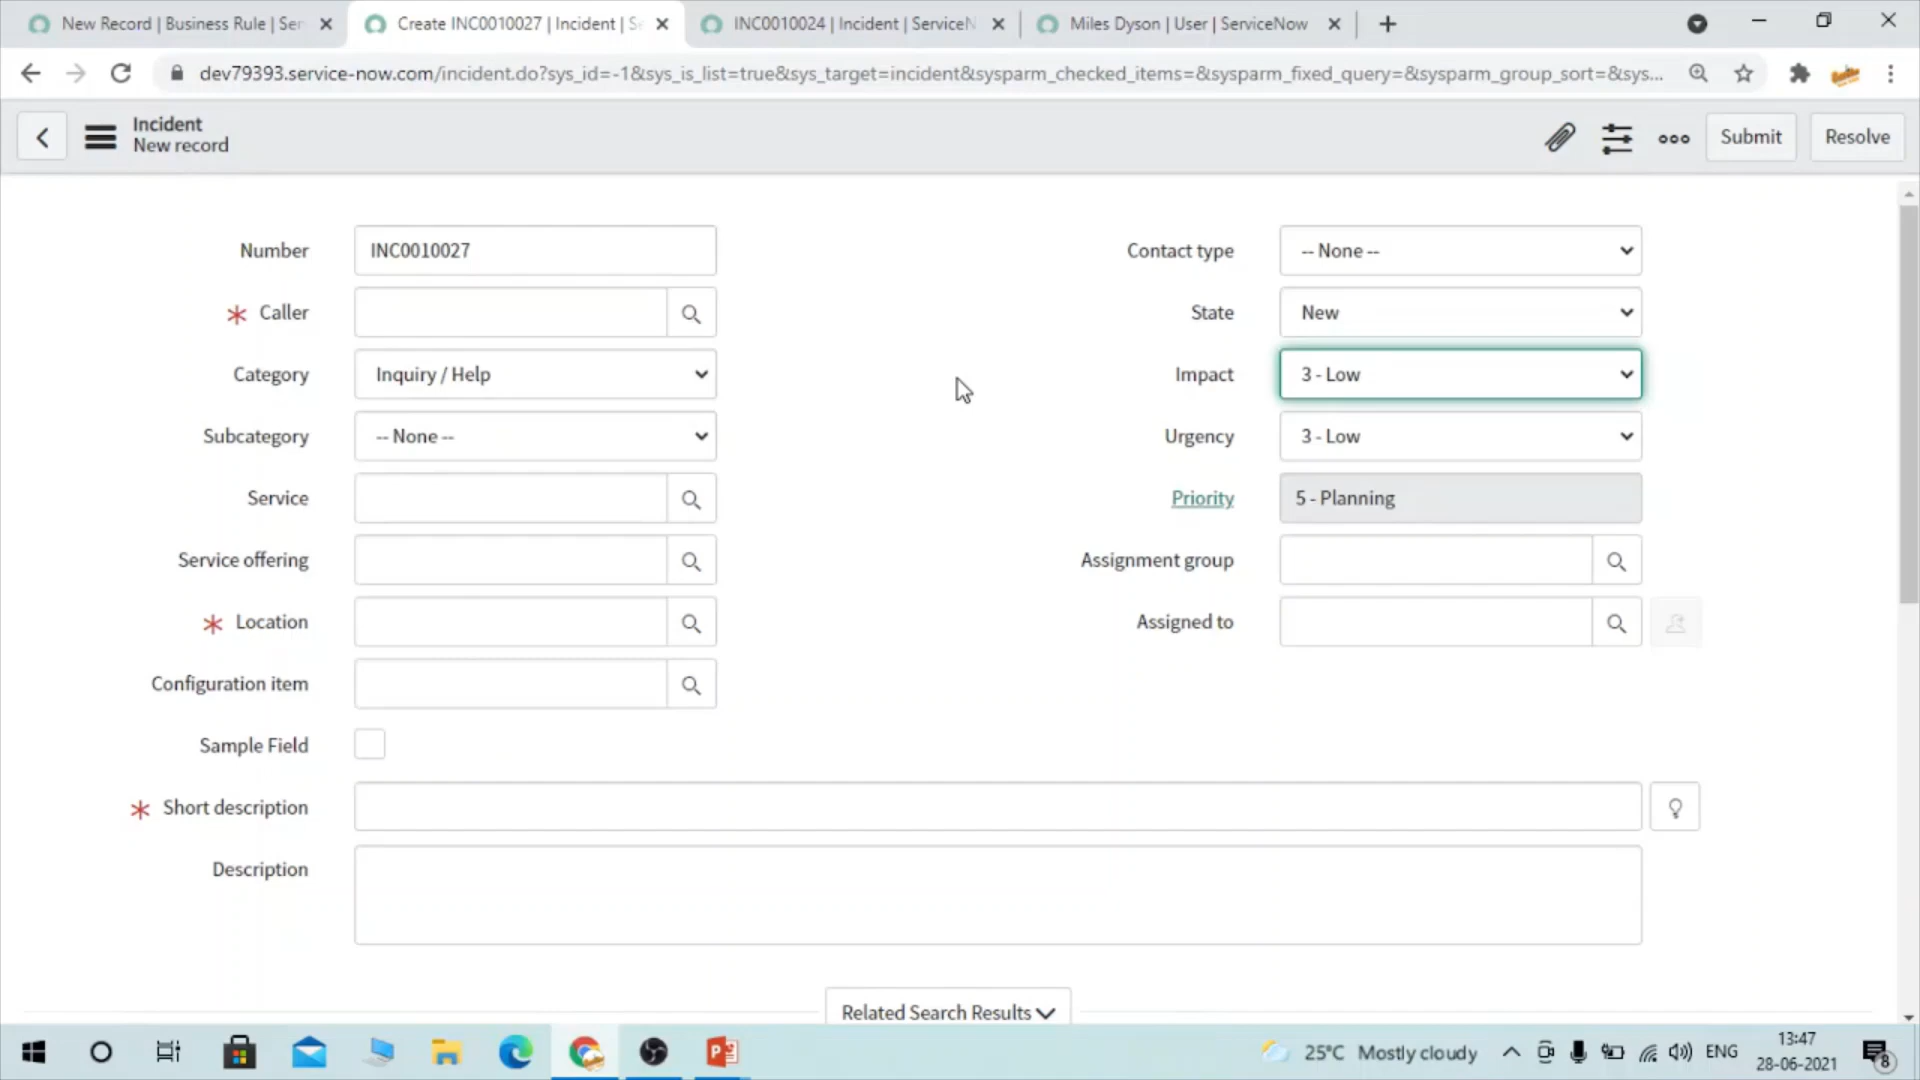 New Record | Business Rule | Ser
Create INC0010027 | Incident | Se
INC0010024 | Incident | ServiceN
Miles Dyson | User | ServiceNow
dev79393.service-now.com/incident.do?sys_id=-1&sys_is_list=true&sys_target=incident&sysparm_checked_items=&sysparm_fixed_query=&sysparm_group_sort=&sys...
Incident
New record
Submit
Resolve
Number
INC0010027
Contact type
-- None --
Caller
State
New
Category
Inquiry / Help
Impact
3 - Low
Subcategory
-- None --
Urgency
3 - Low
Service
Priority
5 - Planning
Service offering
Assignment group
Location
Assigned to
Configuration item
Sample Field
Short description
Description
Related Search Results
25°C Mostly cloudy
ENG
13:47
28-06-2021
8